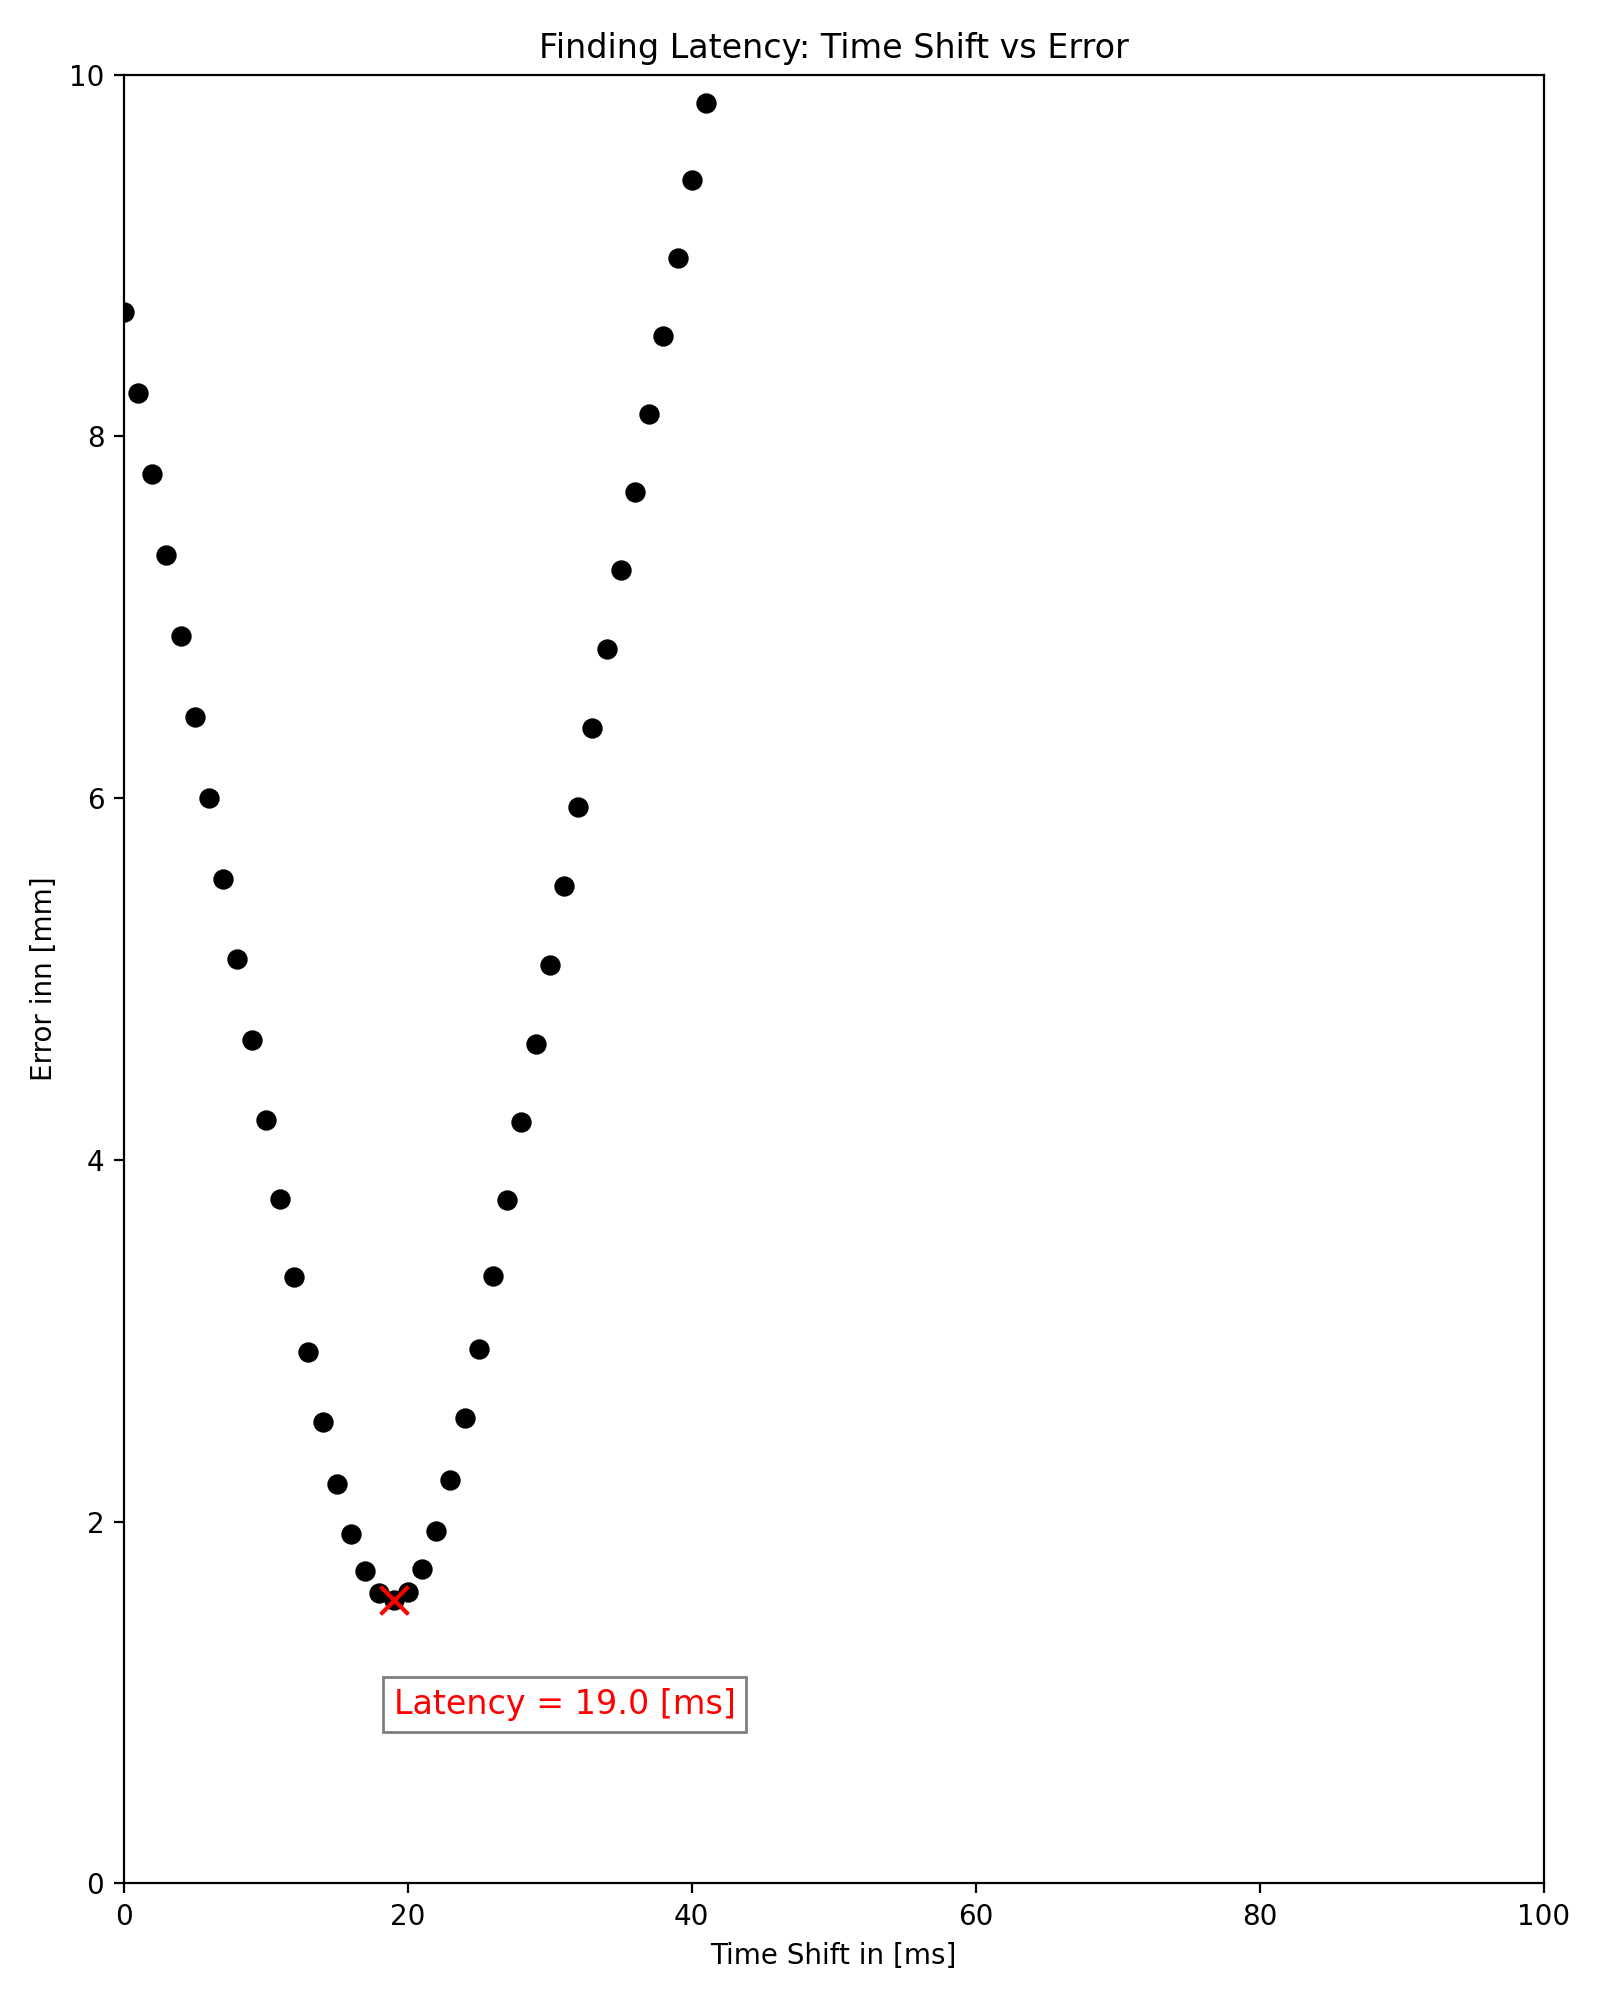 Finding Latency: Time Shift vs Error
10
8
6
4
2
0
Error inn [mm]
Latency = 19.0 [ms]
0 20 40 60 80 100
Time Shift in [ms]